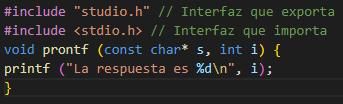 #include "studio.h" // Interfaz que exporta
#include <stdio.h> // Interfaz que importa
void prontf (const char* s, int i) {
printf ("La respuesta es %d\n", i);
}